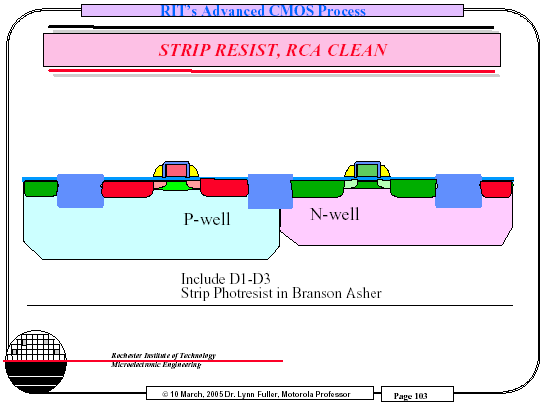 RIT's Advanced CMOS Process
STRIP RESIST, RCA CLEAN
P-well
N-well
Include D1-D3
Strip Photresist in Branson Asher
Rochester Institute of Technology
Microelectronic Engineering
© 10 March, 2005 Dr. Lynn Fuller, Motorola Professor
Page 103